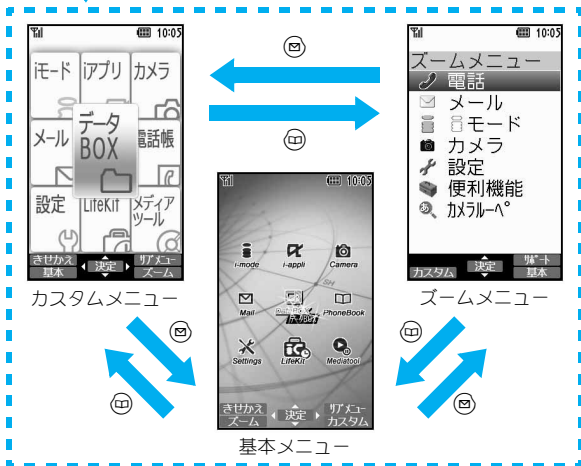 10:05
iモード iアプリ カメラ
メール データ BOX 電話帳
設定 LifeKit メディア ツール
きせかえ 決定 リアメニュー
基本 ズーム
カスタムメニュー
10:05
ズームメニュー
電話
メール
iモード
カメラ
設定
便利機能
カメラルーペ
カスタム 決定 サポート
基本
ズームメニュー
10:05
i-mode i-appli Camera
Mail PhoneBook
Settings LifeKit Mediatool
きせかえ 決定 リアメニュー
ズーム カスタム
基本メニュー